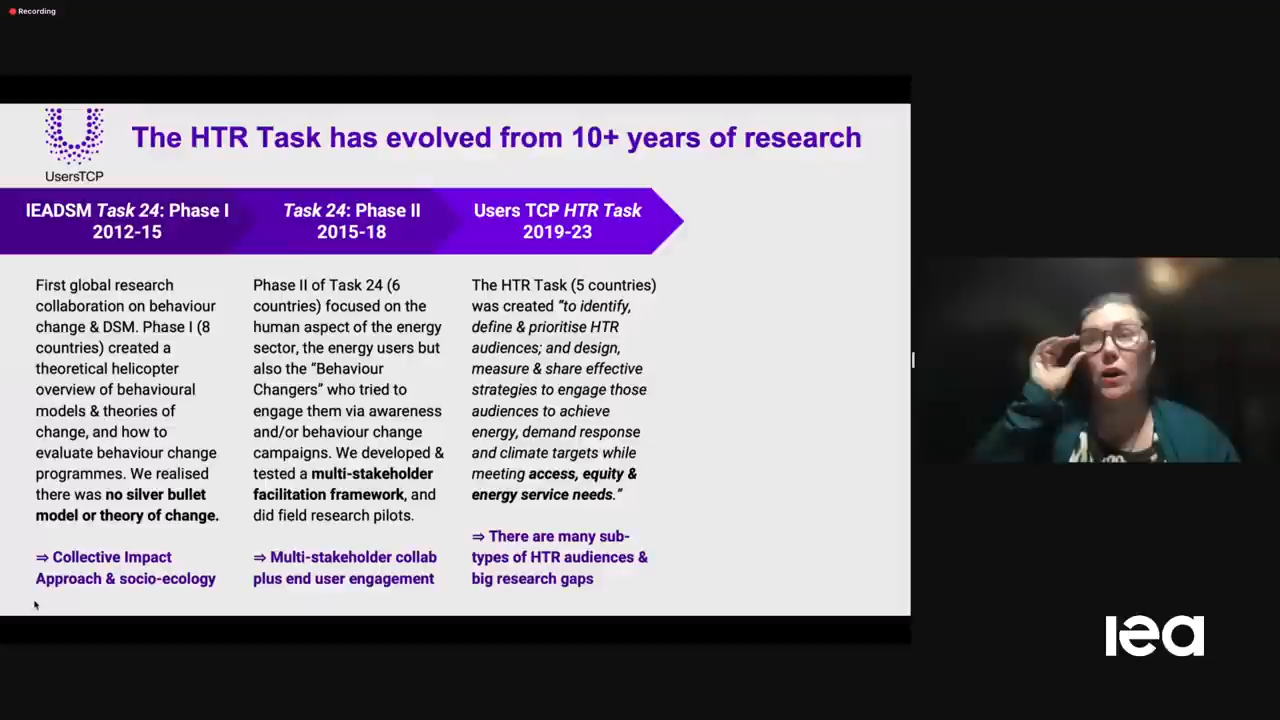 Recording
The HTR Task has evolved from 10+ years of research
UsersTCP
IEADSM Task 24: Phase I
2012-15
Task 24: Phase II
2015-18
Users TCP HTR Task
2019-23
First global research
collaboration on behaviour
change & DSM. Phase I (8
countries) created a
theoretical helicopter
overview of behavioural
models & theories of
change, and how to
evaluate behaviour change
programmes. We realised
there was no silver bullet
model or theory of change.
⇒ Collective Impact
Approach & socio-ecology
Phase II of Task 24 (6
countries) focused on the
human aspect of the energy
sector, the energy users but
also the “Behaviour
Changers” who tried to
engage them via awareness
and/or behaviour change
campaigns. We developed &
tested a multi-stakeholder
facilitation framework, and
did field research pilots.
⇒ Multi-stakeholder collab
plus end user engagement
The HTR Task (5 countries)
was created “to identify,
define & prioritise HTR
audiences; and design,
measure & share effective
strategies to engage those
audiences to achieve
energy, demand response
and climate targets while
meeting access, equity &
energy service needs.”
⇒ There are many sub-
types of HTR audiences &
big research gaps
iea